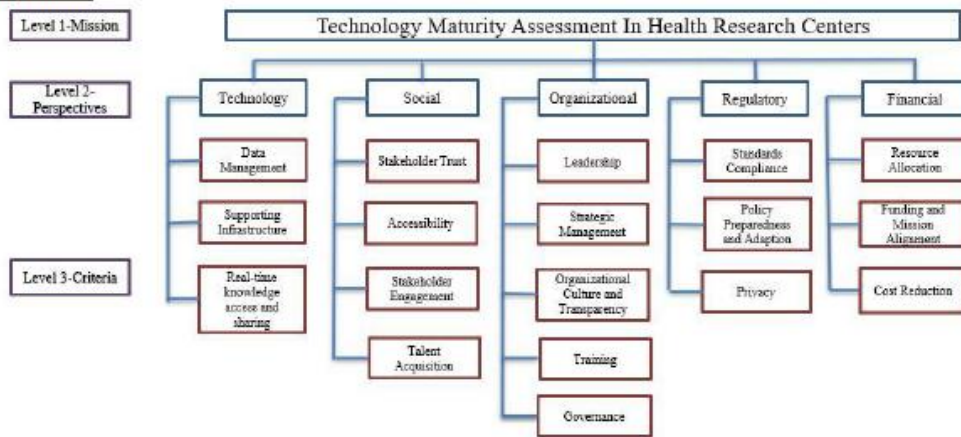 Level 1-Mission
Technology Maturity Assessment In Health Research Centers
Level 2-
Perspectives
Technology
Social
Organizational
Regulatory
Financial
Level 3-Criteria
Data
Management
Supporting
Infrastructure
Real-time
knowledge
access and
sharing
Stakeholder Trust
Accessibility
Stakeholder
Engagement
Talent
Acquisition
Leadership
Strategic
Management
Organizational
Culture and
Transparency
Training
Governance
Standards
Compliance
Policy
Preparedness
and Adaption
Privacy
Resource
Allocation
Funding and
Mission
Alignment
Cost Reduction